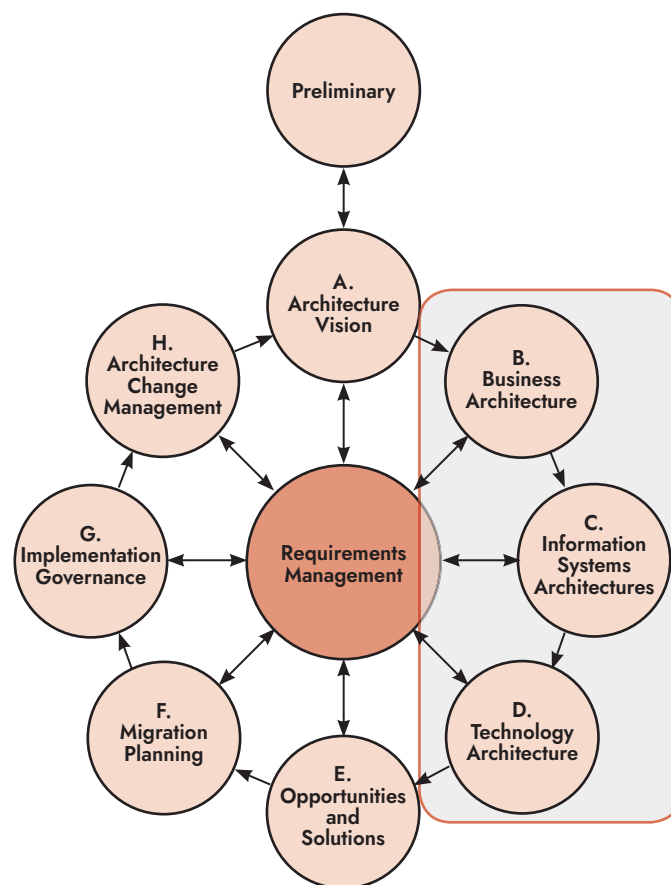 Preliminary
A.
Architecture
Vision
B.
Business
Architecture
C.
Information
Systems
Architectures
D.
Technology
Architecture
E.
Opportunities
and
Solutions
F.
Migration
Planning
G.
Implementation
Governance
H.
Architecture
Change
Management
Requirements
Management